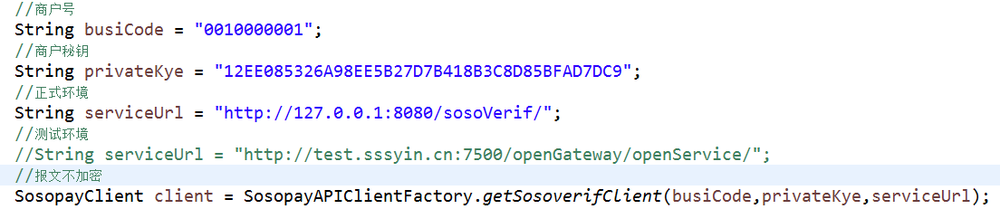 //商户号
String busiCode = "0010000001";
//商户秘钥
String privateKye = "12EE085326A98EE5B27D7B418B3C8D85BFAD7DC9";
//正式环境
String serviceUrl = "http://127.0.0.1:8080/sosoVerif/";
//测试环境
//String serviceUrl = "http://test.sssyin.cn:7500/openGateway/openService/";
//报文不加密
SosopayClient client = SosopayAPIClientFactory.getSosoverifClient(busiCode,privateKye,serviceUrl);